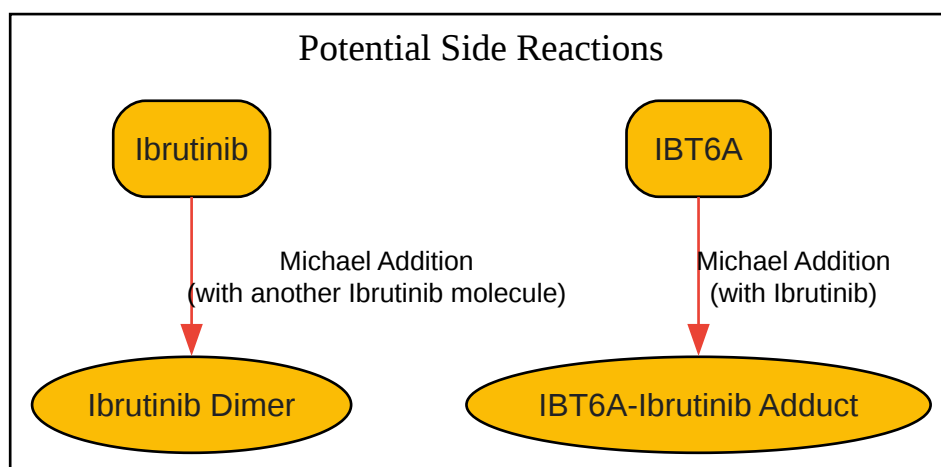 Potential Side Reactions
Ibrutinib
IBT6A
Michael Addition
(with another Ibrutinib molecule)
Michael Addition
(with Ibrutinib)
Ibrutinib Dimer
IBT6A-Ibrutinib Adduct